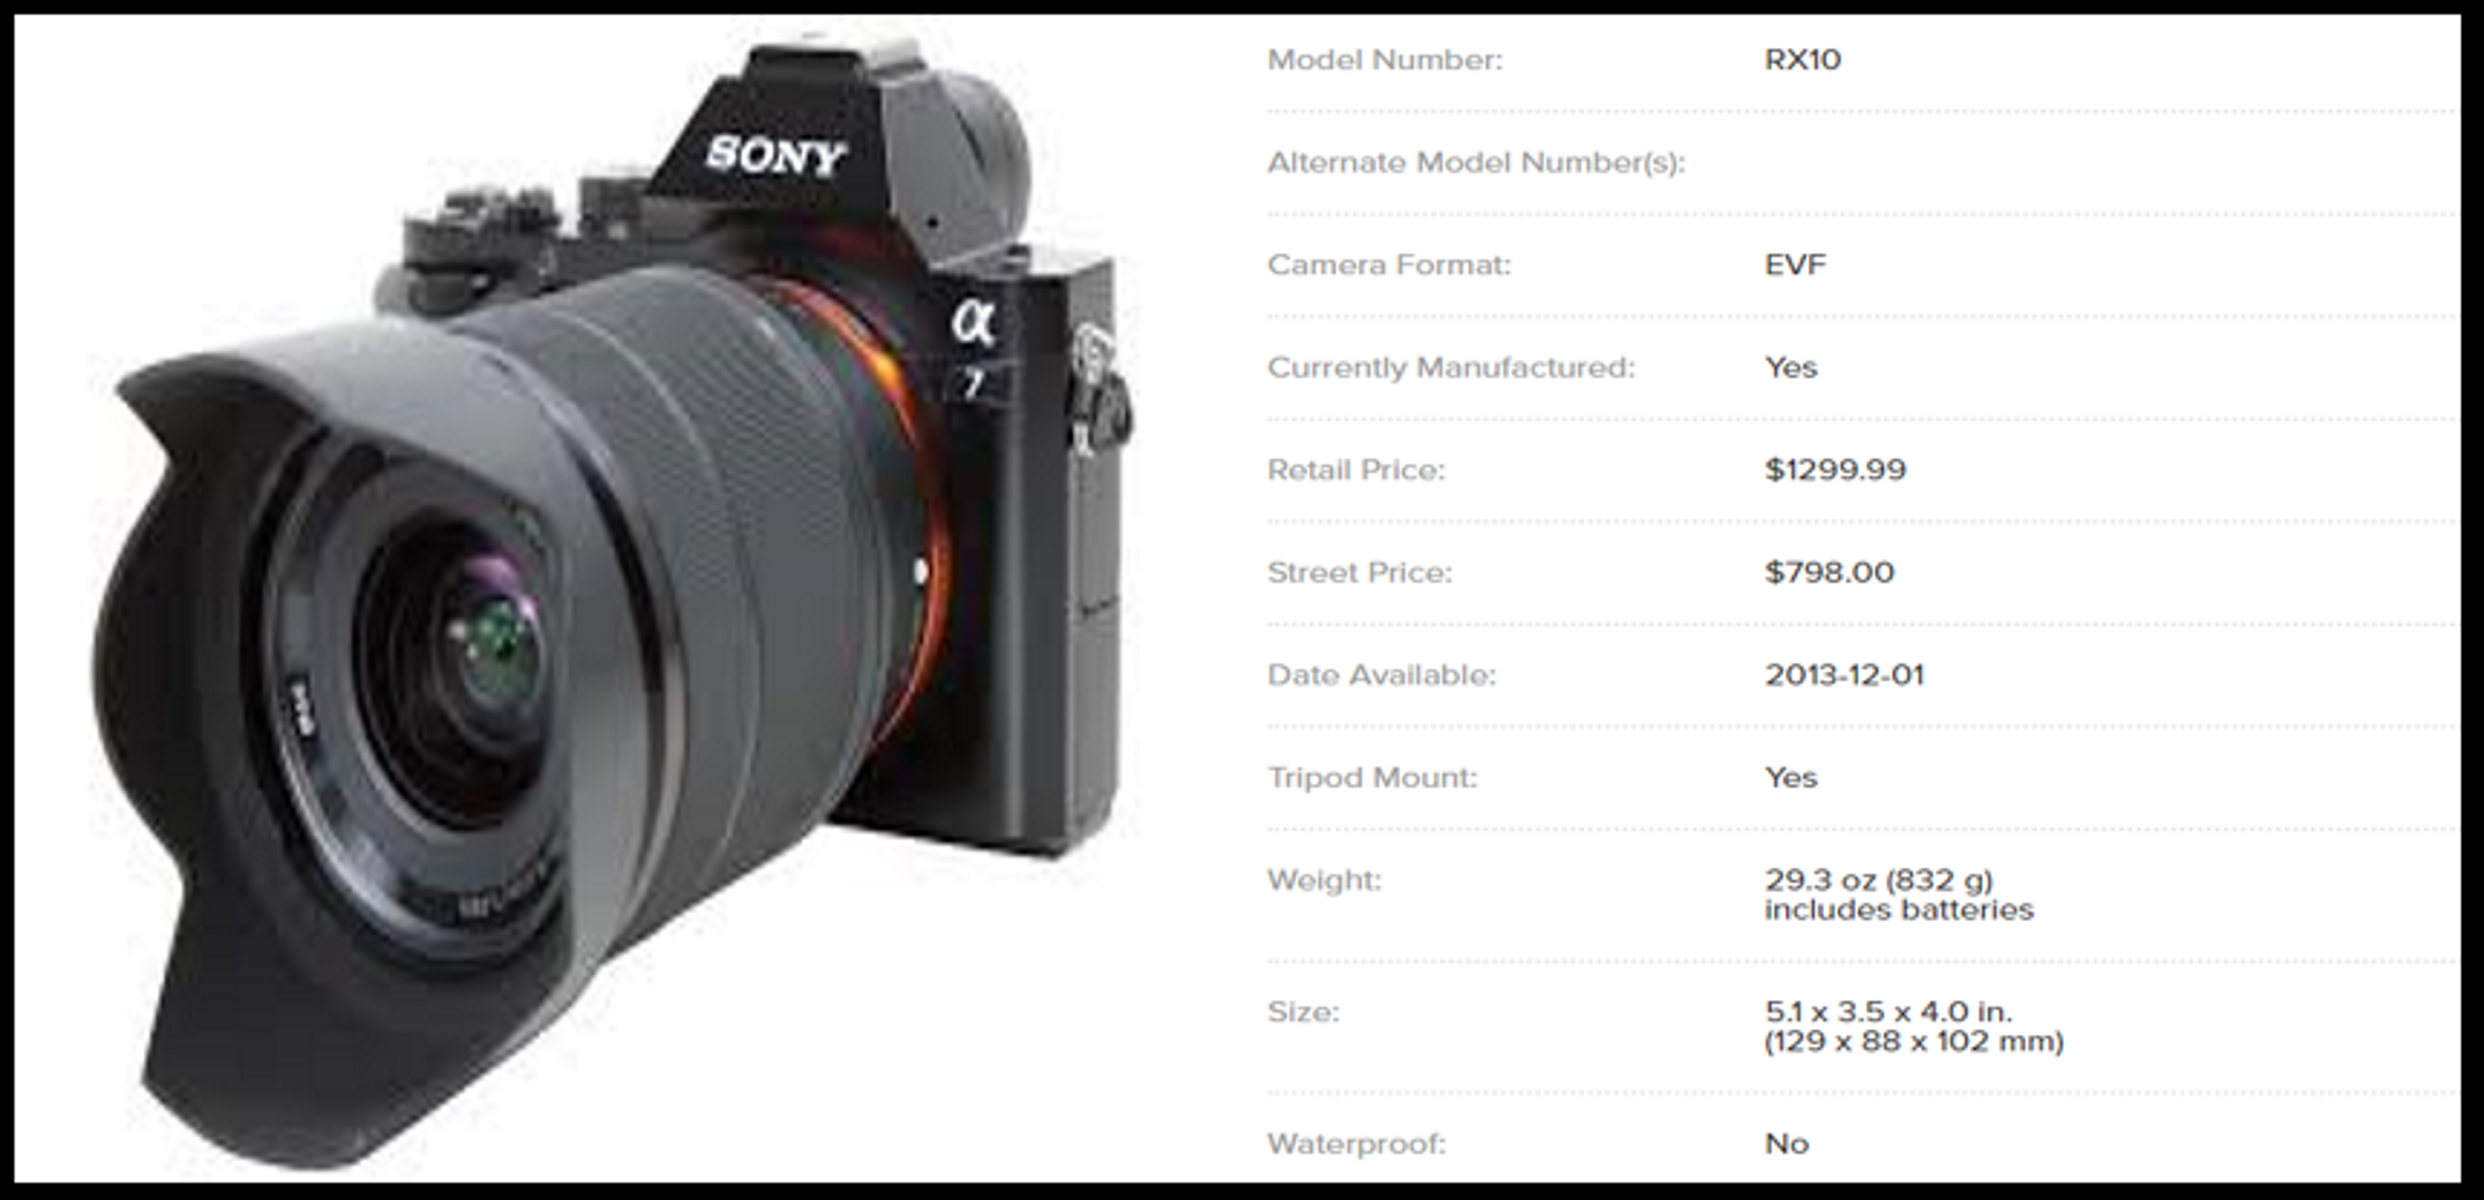 SONY
α
7
Model Number: RX10
Alternate Model Number(s):
Camera Format: EVF
Currently Manufactured: Yes
Retail Price: $1299.99
Street Price: $798.00
Date Available: 2013-12-01
Tripod Mount: Yes
Weight: 29.3 oz (832 g)
includes batteries
Size: 5.1 x 3.5 x 4.0 in.
(129 x 88 x 102 mm)
Waterproof: No